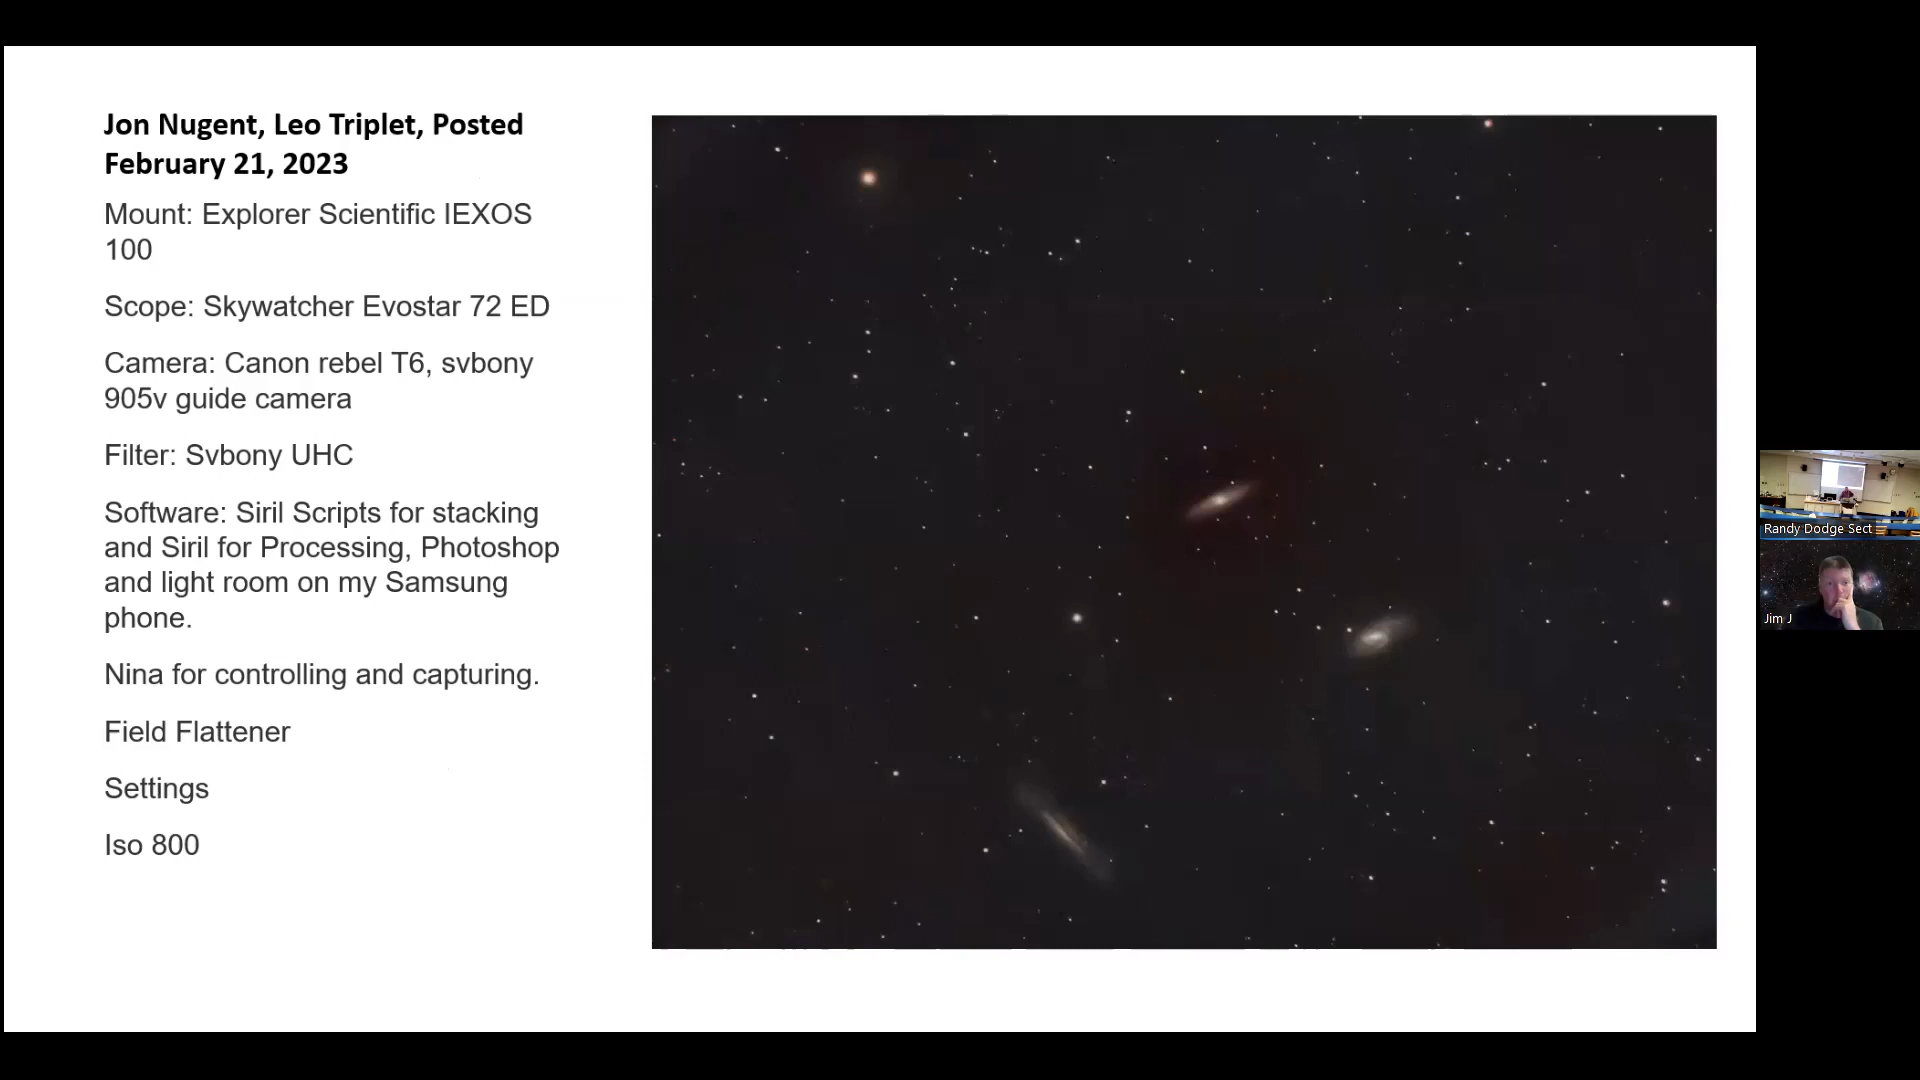 Jon Nugent, Leo Triplet, Posted
February 21, 2023
Mount: Explorer Scientific IEXOS
100
Scope: Skywatcher Evostar 72 ED
Camera: Canon rebel T6, svbony
905v guide camera
Filter: Svbony UHC
Software: Siril Scripts for stacking
and Siril for Processing, Photoshop
and light room on my Samsung
phone.
Nina for controlling and capturing.
Field Flattener
Settings
Iso 800
Randy Dodge Sect
Jim J